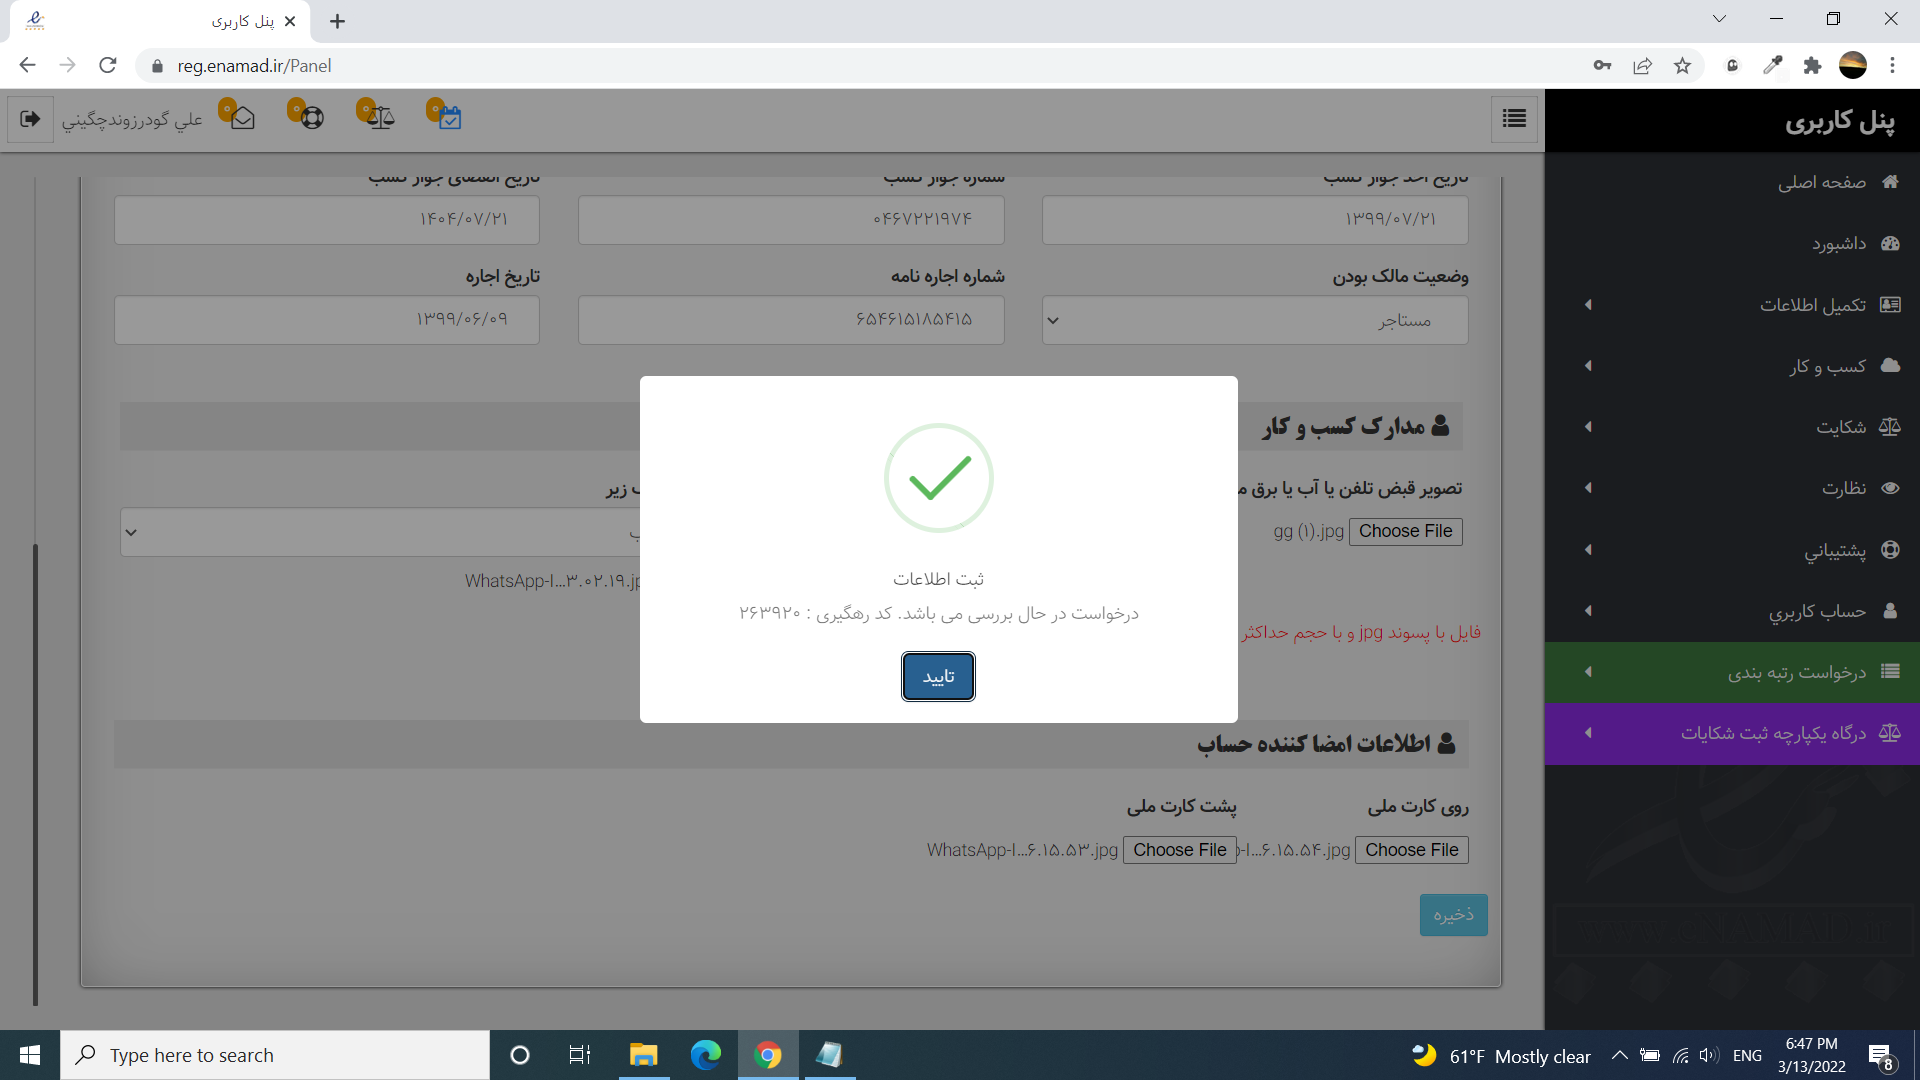 پنل کاربری
reg.enamad.ir/Panel
پنل کاربری
علي گودرزوندچگيني
صفحه اصلی
داشبورد
تکمیل اطلاعات
کسب و کار
شکایت
نظارت
پشتيباني
حساب كاربري
درخواست رتبه بندی
درگاه یکپارچه ثبت شکایات
تاریخ اخذ جواز کسب
شماره جواز کسب
تاریخ انقضای جواز کسب
۱۳۹۹/۰۷/۲۱
۰۴۶۷۲۲۱۹۷۴
۱۴۰۴/۰۷/۲۱
وضعیت مالک بودن
شماره اجاره نامه
تاریخ اجاره
مستاجر
۶۵۴۶۱۵۱۸۵۴۱۵
۱۳۹۹/۰۶/۰۹
مدارک کسب و کار
تصویر قبض تلفن یا آب یا برق
زیر
Choose File gg (۱).jpg
WhatsApp-I...۳.۰۲.۱۹
فایل با پسوند jpg و با حجم حداکثر
ثبت اطلاعات
درخواست در حال بررسی می باشد. کد رهگیری : ۲۶۳۹۲۰
تایید
اطلاعات امضا کننده حساب
روی کارت ملی
پشت کارت ملی
Choose File ...۶.۱۵.۵۴.jpg
Choose File WhatsApp-I...۶.۱۵.۵۳.jpg
ذخیره
Type here to search
61°F Mostly clear
ENG
6:47 PM
3/13/2022
8